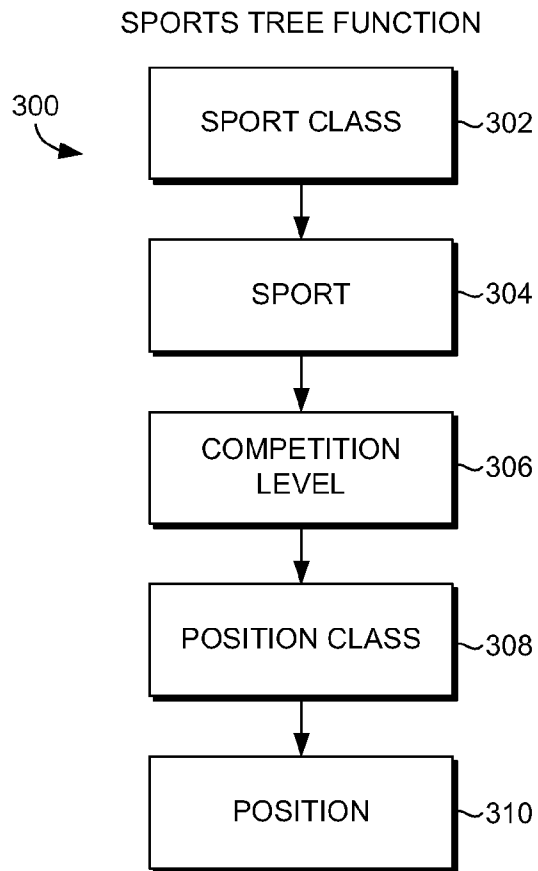 SPORTS TREE FUNCTION
300
SPORT CLASS
302
SPORT
304
COMPETITION
LEVEL
306
POSITION CLASS
308
POSITION
310